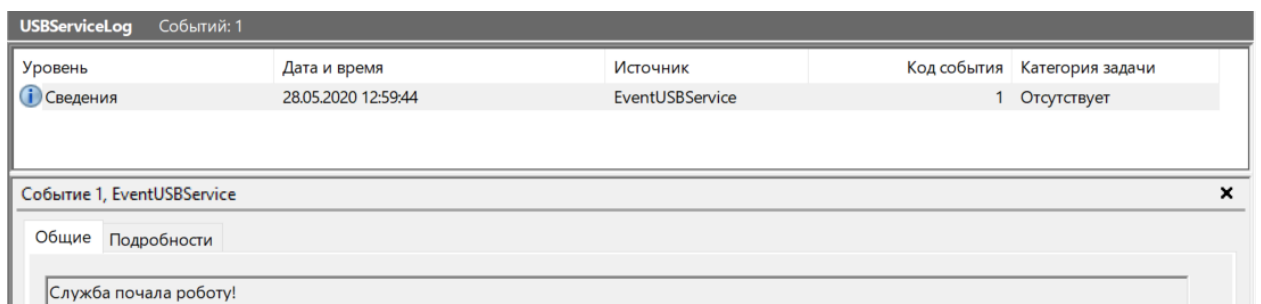 USBServiceLog Событий: 1
Уровень Дата и время Источник Код события Категория задачи
Сведения 28.05.2020 12:59:44 EventUSBService 1 Отсутствует
Событие 1, EventUSBService
Общие Подробности
Служба почала роботу!